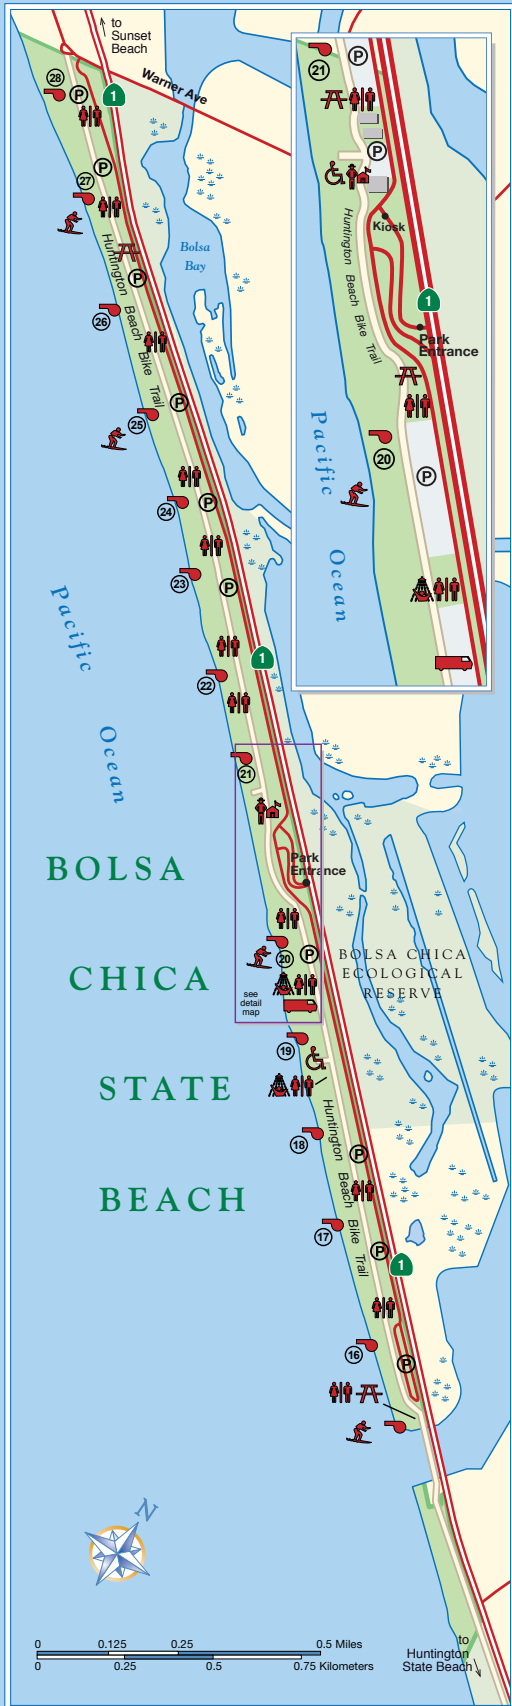 to
Sunset
Beach
Warner Ave
1
28
P
P
27
Bolsa
Bay
Huntington Beach Bike Trail
P
26
25
P
24
P
23
P
22
1
21
Pacific
Ocean
21
P
P
Kiosk
Huntington Beach Bike Trail
1
Park
Entrance
20
P
Pacific
Ocean
Park
Entrance
20
P
see
detail
map
BOLSA
CHICA
STATE
BEACH
BOLSA CHICA
ECOLOGICAL
RESERVE
19
18
Huntington Beach Bike Trail
P
17
P
1
16
P
N
0 0.125 0.25 0.5 Miles
0 0.25 0.5 0.75 Kilometers
to
Huntington
State Beach